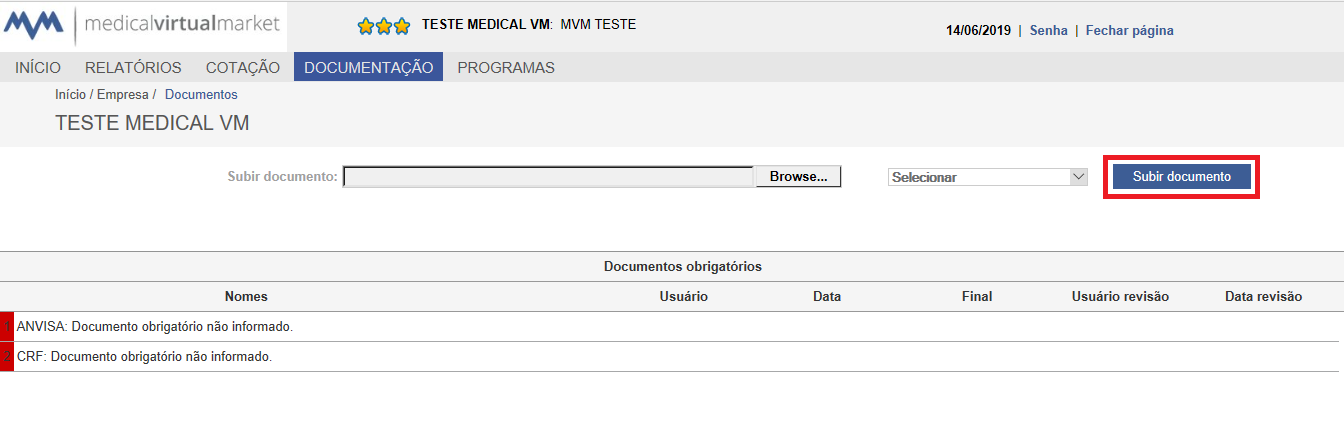 MVM medicalvirtualmarket
TESTE MEDICAL VM: MVM TESTE
14/06/2019 | Senha | Fechar página
INÍCIO RELATÓRIOS COTAÇÃO DOCUMENTAÇÃO PROGRAMAS
Início / Empresa / Documentos
TESTE MEDICAL VM
Subir documento: Browse... Selecionar Subir documento
Documentos obrigatórios
Nomes Usuário Data Final Usuário revisão Data revisão
1 ANVISA: Documento obrigatório não informado.
2 CRF: Documento obrigatório não informado.